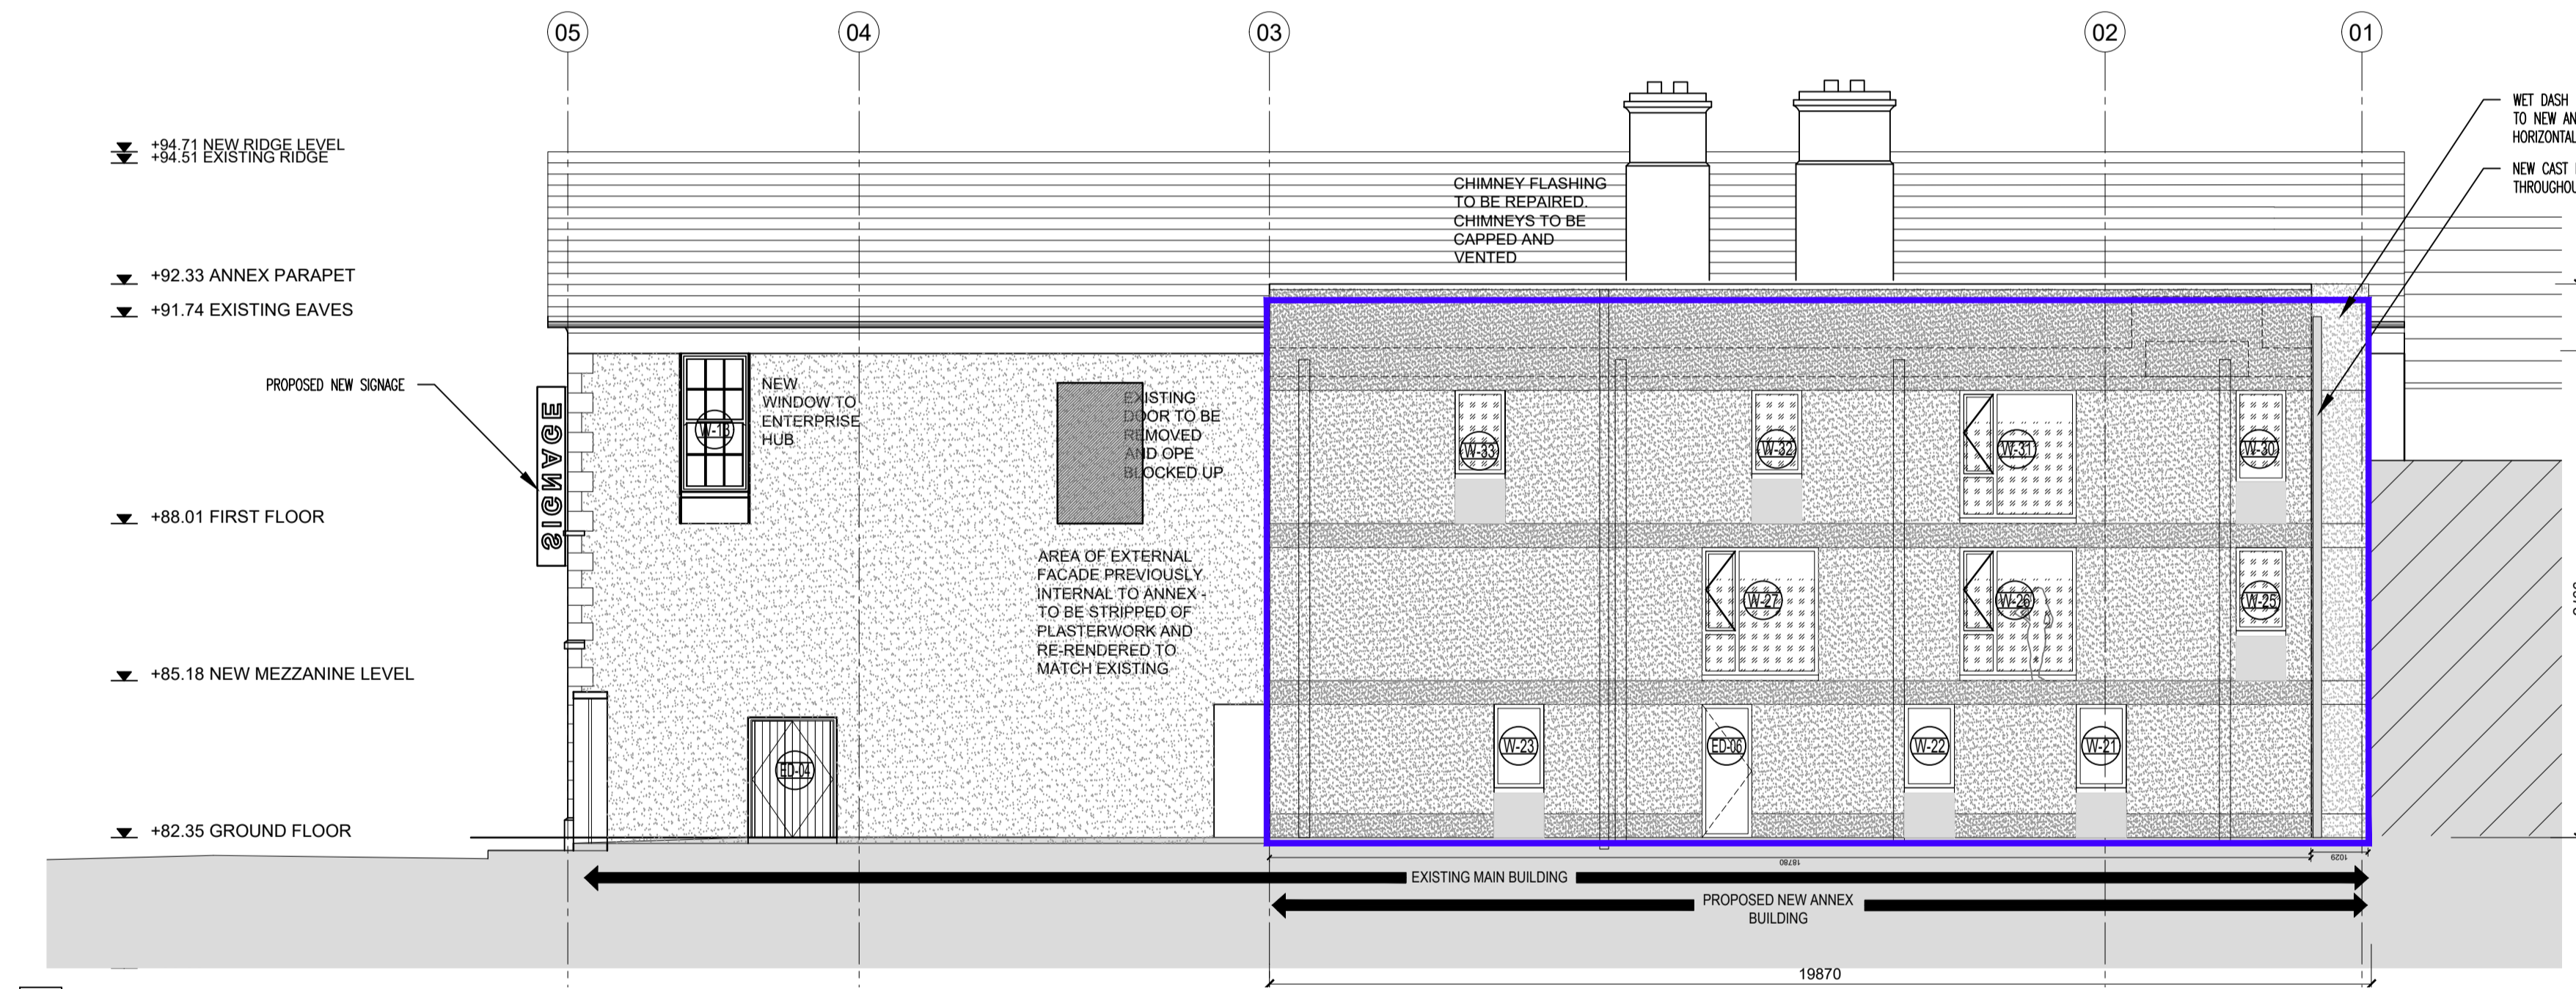 05
04
03
02
01
WET DASH
TO NEW AN
HORIZONTAL
NEW CAST
THROUGHOU
+94.71 NEW RIDGE LEVEL
+94.51 EXISTING RIDGE
CHIMNEY FLASHING
TO BE REPAIRED.
CHIMNEYS TO BE
CAPPED AND
VENTED
+92.33 ANNEX PARAPET
+91.74 EXISTING EAVES
PROPOSED NEW SIGNAGE
SIGNAGE
W-13
NEW
WINDOW TO
ENTERPRISE
HUB
EXISTING
DOOR TO BE
REMOVED
AND OPE
BLOCKED UP
W-33
W-32
W-31
W-30
+88.01 FIRST FLOOR
AREA OF EXTERNAL
FACADE PREVIOUSLY
INTERNAL TO ANNEX -
TO BE STRIPPED OF
PLASTERWORK AND
RE-RENDERED TO
MATCH EXISTING
W-27
W-26
W-25
+85.18 NEW MEZZANINE LEVEL
ED-04
W-23
ED-06
W-22
W-21
+82.35 GROUND FLOOR
18780
1029
EXISTING MAIN BUILDING
PROPOSED NEW ANNEX
BUILDING
19870